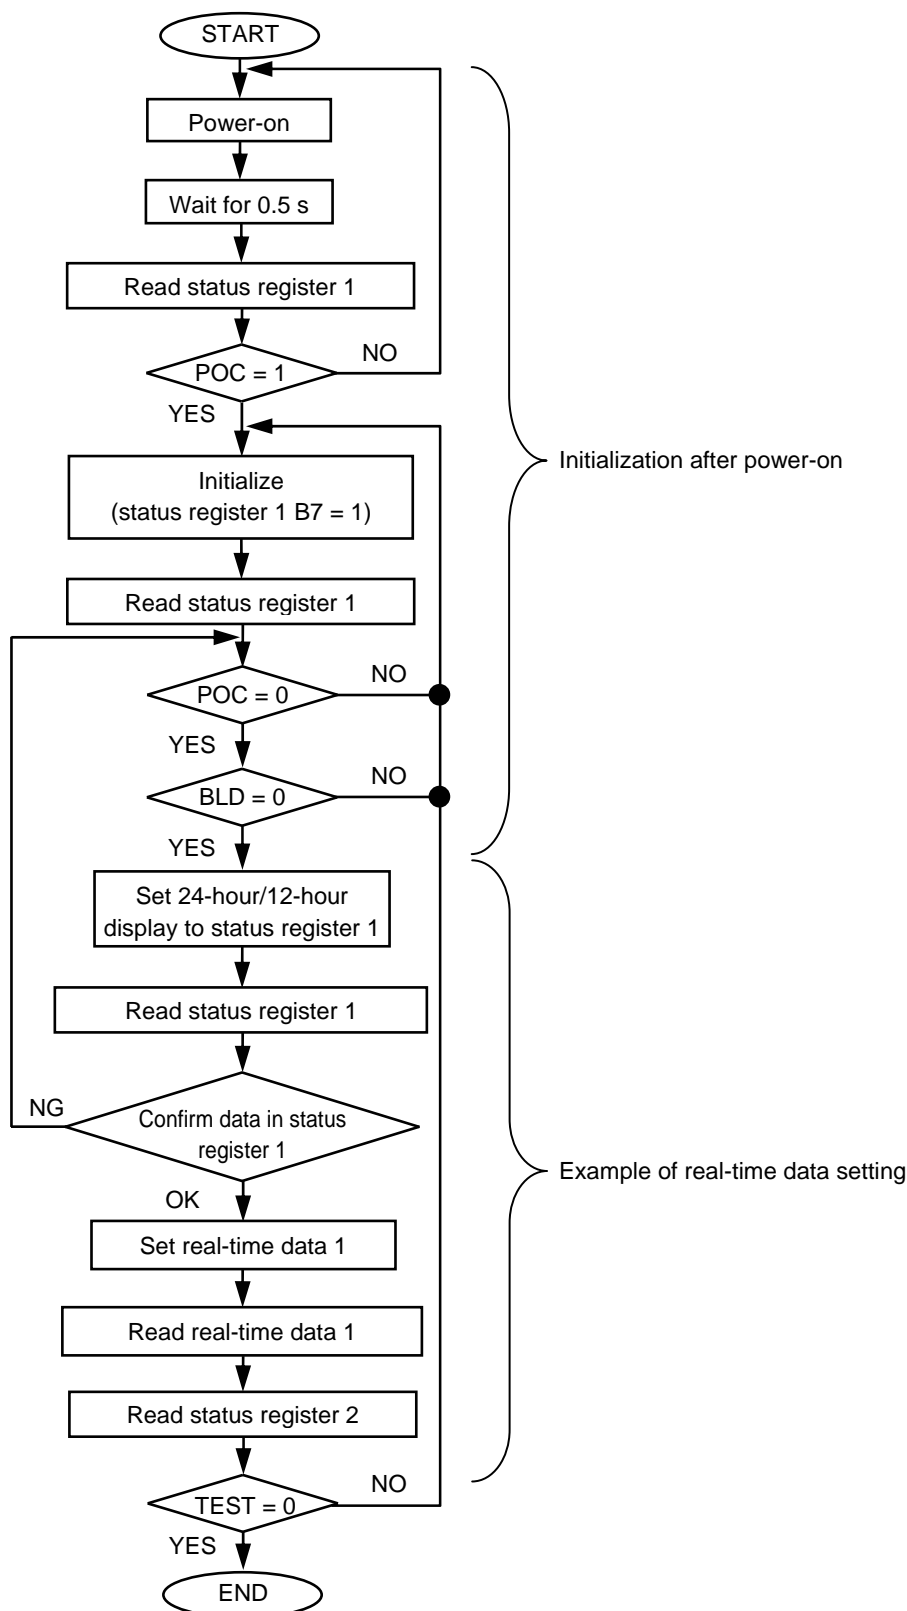 START
Power-on
Wait for 0.5 s
Read status register 1
NO
POC = 1
YES
Initialize
(status register 1 B7 = 1)
Initialization after power-on
Read status register 1
NO
POC = 0
YES
NO
BLD = 0
YES
Set 24-hour/12-hour
display to status register 1
Read status register 1
NG
Confirm data in status
register 1
Example of real-time data setting
OK
Set real-time data 1
Read real-time data 1
Read status register 2
NO
TEST = 0
YES
END